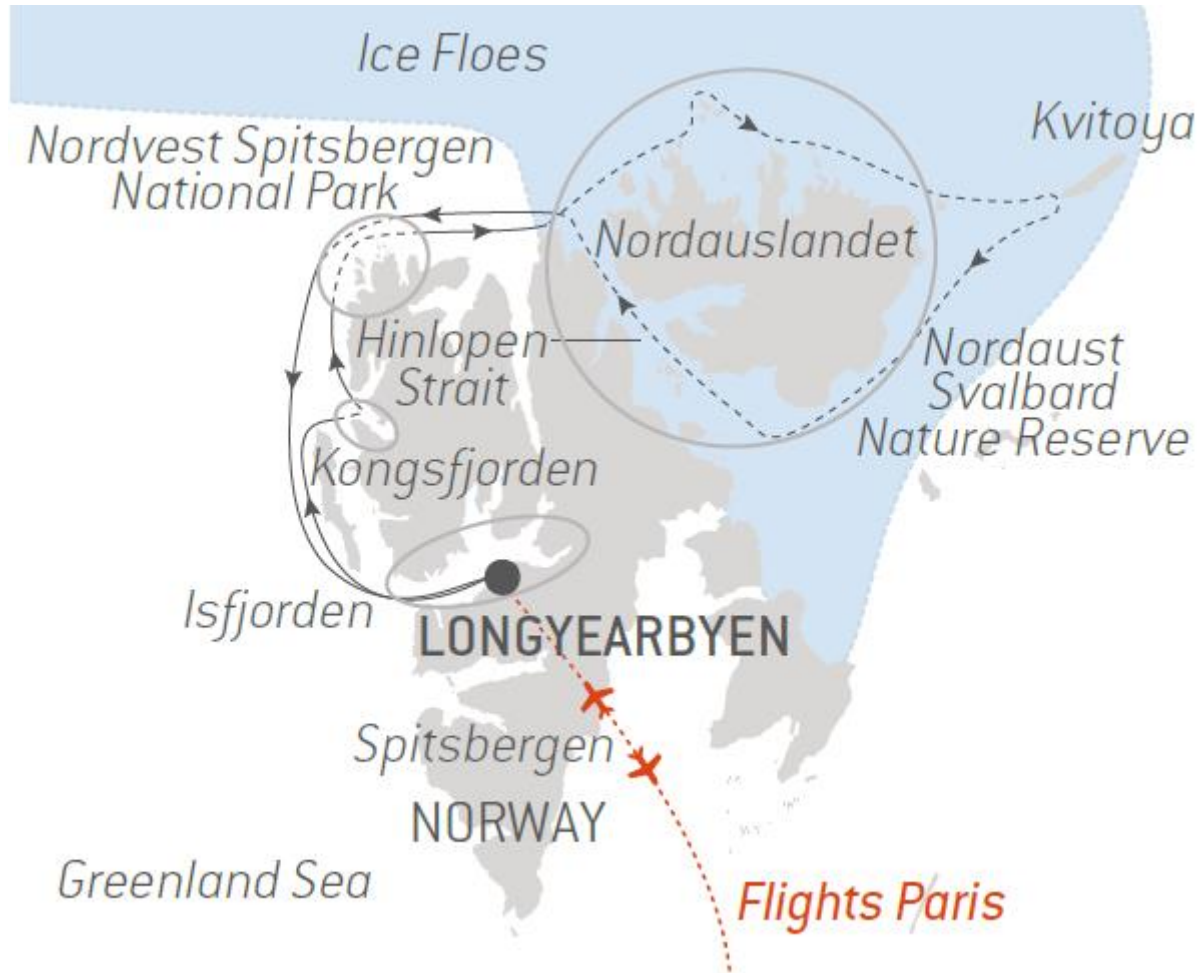 Ice Floes
Kvitoya
Nordvest Spitsbergen
National Park
Nordauslandet
Hinlopen
Strait
Nordaust
Svalbard
Nature Reserve
Kongsfjorden
Isfjorden
LONGYEARBYEN
Spitsbergen
NORWAY
Greenland Sea
Flights Paris